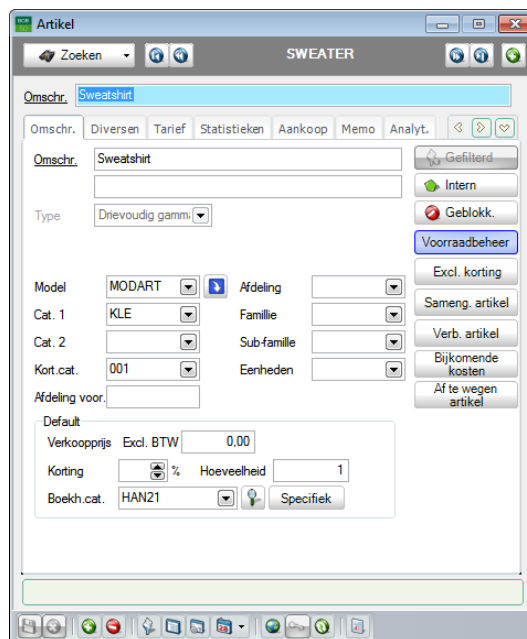 Artikel
Zoeken SWEATER
Omschr. Sweatshirt
Omschr. Diversen Tarief Statistieken Aankoop Memo Analyt.
Omschr. Sweatshirt Gefilterd
Intern
Type Drievoudig gamma Geblokk.
Voorraadbeheer
Excl. korting
Model MODART Afdeling
Sameng. artikel
Cat. 1 KLE Famillie
Verb. artikel
Cat. 2 Sub-famille
Bijkomende kosten
Kort.cat. 001 Eenheden
Af te wegen artikel
Afdeling voor.
Default
Verkoopprijs Excl. BTW 0,00
Korting % Hoeveelheid 1
Boekh.cat. HAN21 Specifiek